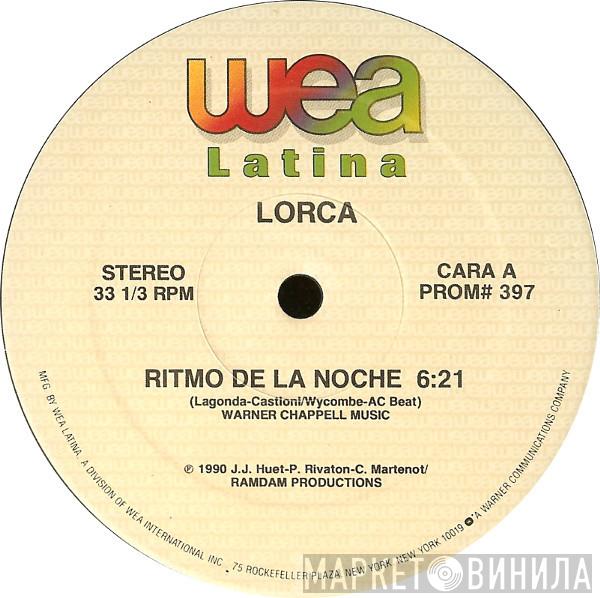 wea
Latina
LORCA
STEREO
33 1/3 RPM
CARA A
PROM# 397
RITMO DE LA NOCHE 6:21
(Lagonda-Castioni/Wycombe-AC Beat)
WARNER CHAPPELL MUSIC
℗ 1990 J.J. Huet-P. Rivaton-C. Martenot/
RAMDAM PRODUCTIONS
MFG. BY WEA LATINA, A DIVISION OF WEA INTERNATIONAL INC., 75 ROCKEFELLER PLAZA, NEW YORK, NEW YORK 10019 A WARNER COMMUNICATIONS COMPANY
МАРКЕТ ВИНИЛА